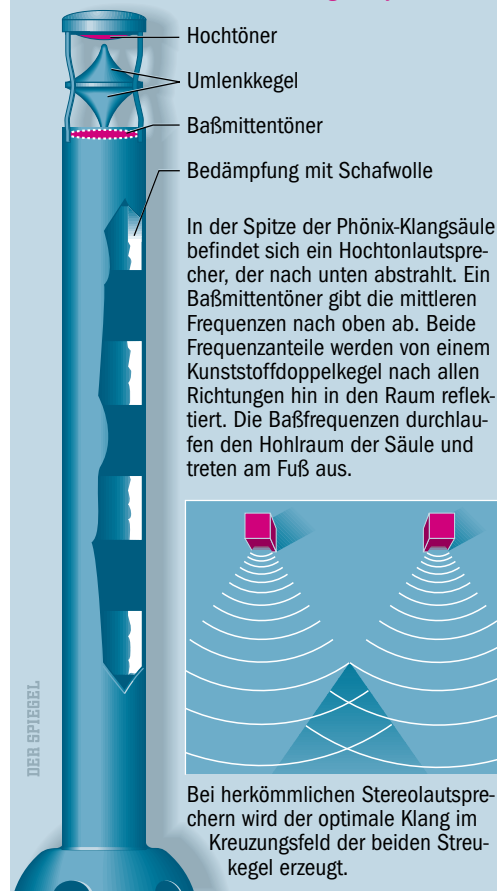 Hochtöner
Umlenkkegel
Baßmittentöner
Bedämpfung mit Schafwolle
In der Spitze der Phönix-Klangsäule
befindet sich ein Hochtonlautspre-
cher, der nach unten abstrahlt. Ein
Baßmittentöner gibt die mittleren
Frequenzen nach oben ab. Beide
Frequenzanteile werden von einem
Kunststoffdoppelkegel nach allen
Richtungen hin in den Raum reflek-
tiert. Die Baßfrequenzen durchlau-
fen den Hohlraum der Säule und
treten am Fuß aus.
DER SPIEGEL
Bei herkömmlichen Stereolautspre-
chern wird der optimale Klang im
Kreuzungsfeld der beiden Streu-
kegel erzeugt.